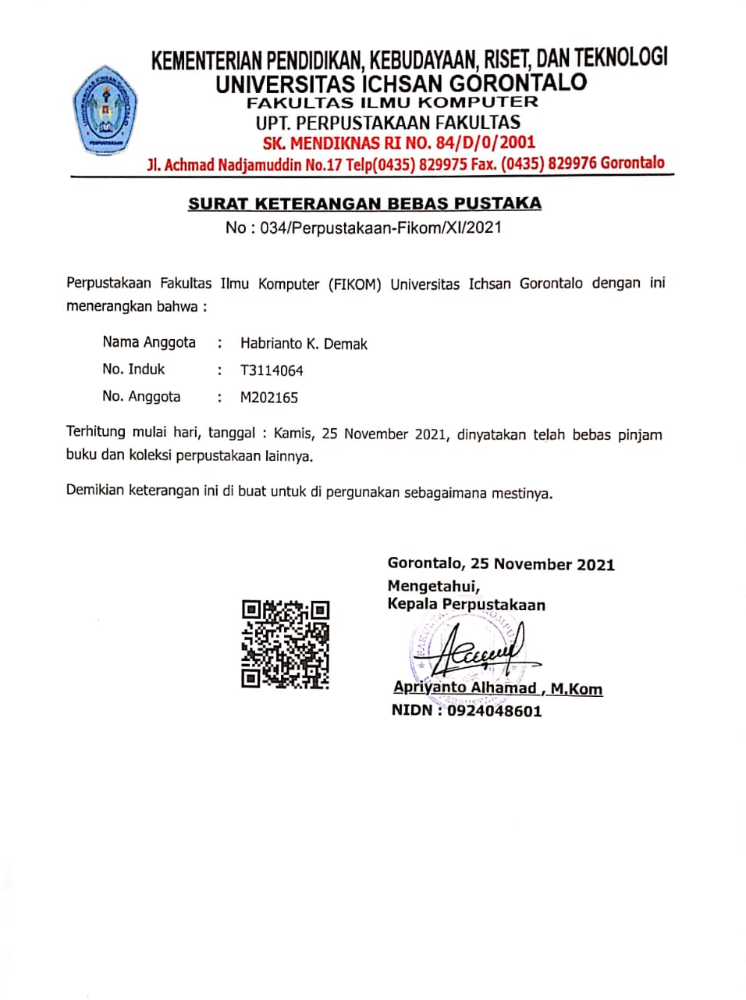 KEMENTERIAN PENDIDIKAN, KEBUDAYAAN, RISET, DAN TEKNOLOGI
UNIVERSITAS ICHSAN GORONTALO
FAKULTAS ILMU KOMPUTER
UPT. PERPUSTAKAAN FAKULTAS
SK. MENDIKNAS RI NO. 84/D/0/2001
Jl. Achmad Nadjamuddin No.17 Telp(0435) 829975 Fax. (0435) 829976 Gorontalo
UNIVERSITAS ICHSAN GORONTALO
PERPUSTAKAAN
SURAT KETERANGAN BEBAS PUSTAKA
No : 034/Perpustakaan-Fikom/XI/2021
Perpustakaan Fakultas Ilmu Komputer (FIKOM) Universitas Ichsan Gorontalo dengan ini
menerangkan bahwa :
Nama Anggota : Habrianto K. Demak
No. Induk : T3114064
No. Anggota : M202165
Terhitung mulai hari, tanggal : Kamis, 25 November 2021, dinyatakan telah bebas pinjam
buku dan koleksi perpustakaan lainnya.
Demikian keterangan ini di buat untuk di pergunakan sebagaimana mestinya.
Gorontalo, 25 November 2021
Mengetahui,
Kepala Perpustakaan
Apriyanto Alhamad , M.Kom
NIDN : 0924048601